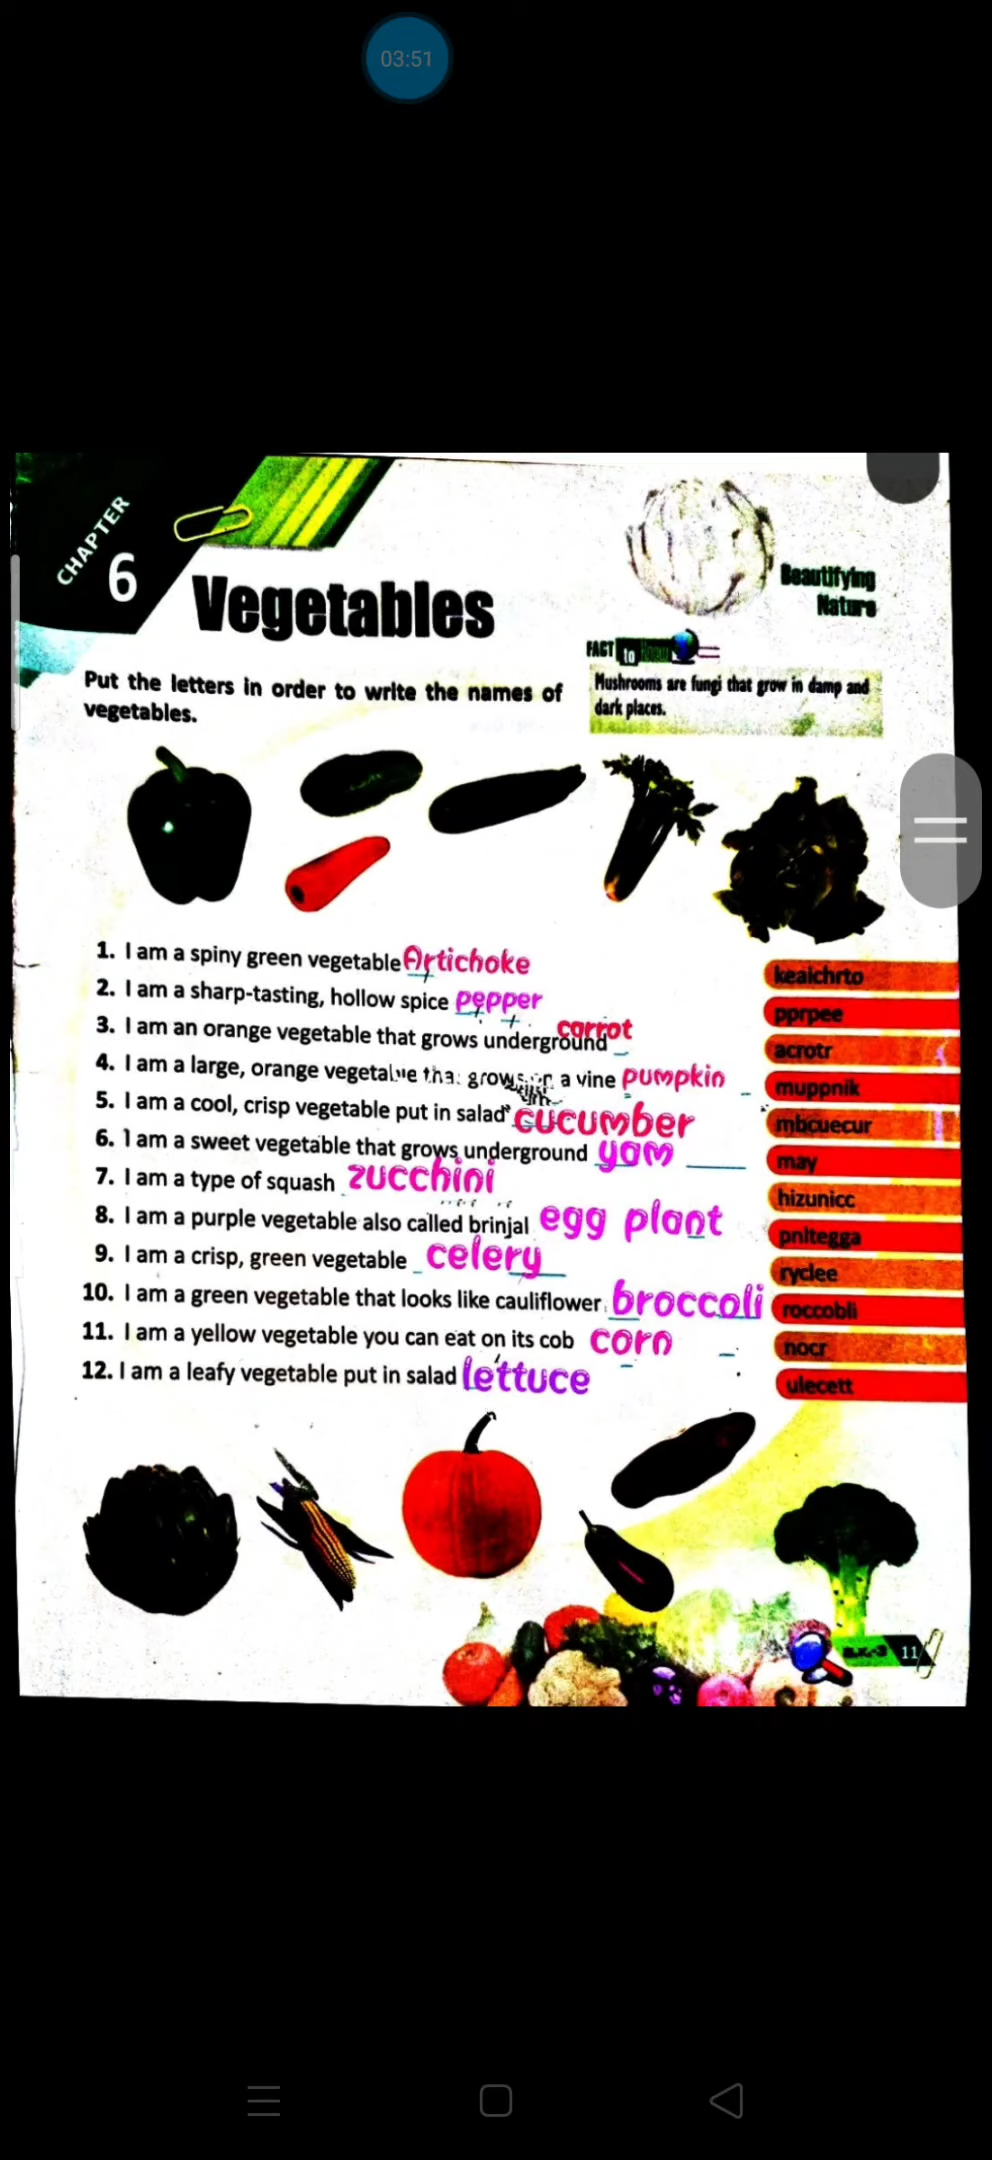 03:51
CHAPTER
6
Vegetables
Beautifying
Nature
FACT to Know
Mushrooms are fungi that grow in damp and
dark places.
Put the letters in order to write the names of
vegetables.
1. I am a spiny green vegetable Artichoke
keaichrto
2. I am a sharp-tasting, hollow spice pepper
pprpee
3. I am an orange vegetable that grows underground carrot
acrotr
4. I am a large, orange vegetable that grows on a vine pumpkin
muppnik
5. I am a cool, crisp vegetable put in salad cucumber
mbcuecur
6. I am a sweet vegetable that grows underground yam
may
7. I am a type of squash zucchini
hizunicc
8. I am a purple vegetable also called brinjal egg plant
pnltegga
9. I am a crisp, green vegetable celery
ryclee
10. I am a green vegetable that looks like cauliflower broccoli
roccobli
11. I am a yellow vegetable you can eat on its cob corn
nocr
12. I am a leafy vegetable put in salad lettuce
ulecett
11